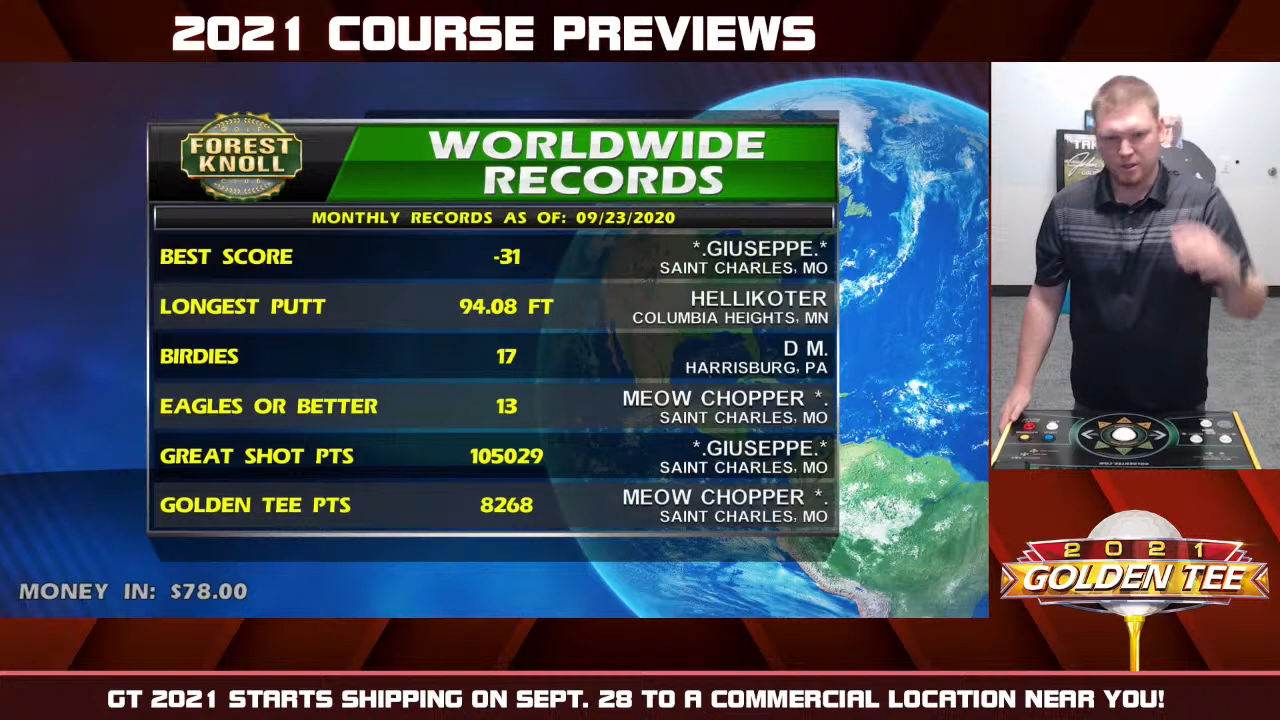 2021 COURSE PREVIEWS
GOLF
FOREST
KNOLL
CLUB
WORLDWIDE
RECORDS
MONTHLY RECORDS AS OF: 09/23/2020
BEST SCORE -31 *.GIUSEPPE.*
SAINT CHARLES, MO
LONGEST PUTT 94.08 FT HELLIKOTER
COLUMBIA HEIGHTS, MN
BIRDIES 17 D M.
HARRISBURG, PA
EAGLES OR BETTER 13 MEOW CHOPPER *.
SAINT CHARLES, MO
GREAT SHOT PTS 105029 *.GIUSEPPE.*
SAINT CHARLES, MO
GOLDEN TEE PTS 8268 MEOW CHOPPER *.
SAINT CHARLES, MO
MONEY IN: $78.00
2021
GOLDEN TEE
GT 2021 STARTS SHIPPING ON SEPT. 28 TO A COMMERCIAL LOCATION NEAR YOU!